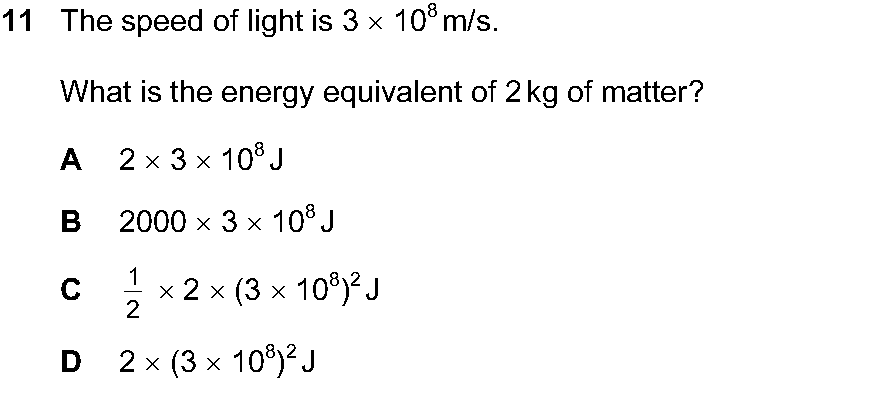 11 The speed of light is 3 × 10⁸ m/s.
What is the energy equivalent of 2 kg of matter?
A 2 × 3 × 10⁸ J
B 2000 × 3 × 10⁸ J
C 1/2 × 2 × (3 × 10⁸)² J
D 2 × (3 × 10⁸)² J